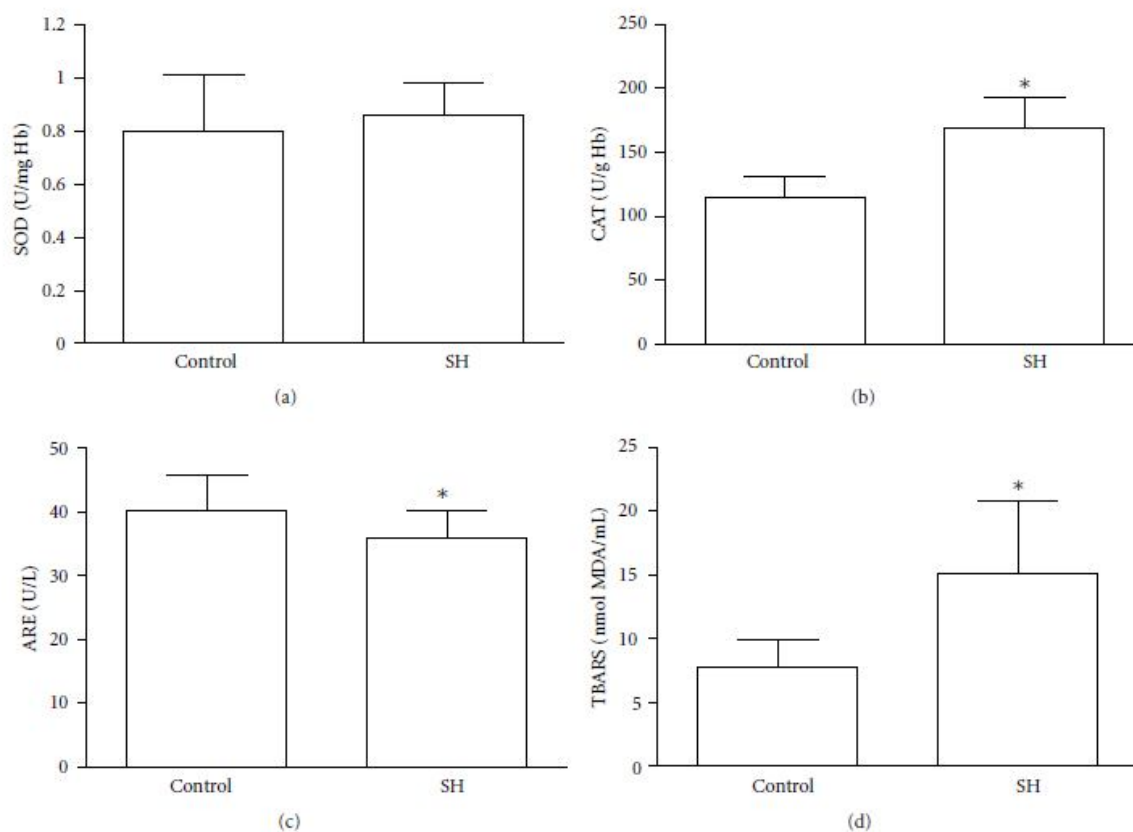 1.2
1
0.8
0.6
0.4
0.2
0
SOD (U/mg Hb)
Control
SH
(a)
250
200
150
100
50
0
CAT (U/g Hb)
*
Control
SH
(b)
50
40
30
20
10
0
ARE (U/L)
*
Control
SH
(c)
25
20
15
10
5
0
TBARS (nmol MDA/mL)
*
Control
SH
(d)